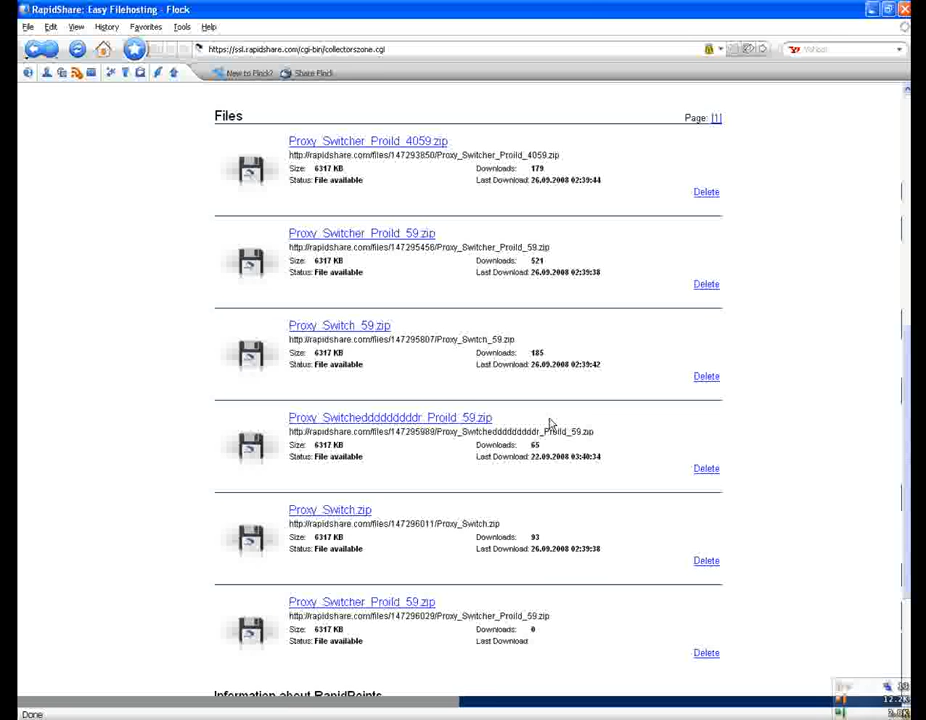 RapidShare: Easy Filehosting - Flock
File Edit View History Favorites Tools Help
https://ssl.rapidshare.com/cgi-bin/collectorszone.cgi
New to Flock? Share Flock
Files Page: [1]
Proxy_Switcher_Proild_4059.zip
http://rapidshare.com/files/147293850/Proxy_Switcher_Proild_4059.zip
Size: 6317 KB Downloads: 179
Status: File available Last Download: 26.09.2008 02:39:44
Delete
Proxy_Switcher_Proild_59.zip
http://rapidshare.com/files/147295456/Proxy_Switcher_Proild_59.zip
Size: 6317 KB Downloads: 521
Status: File available Last Download: 26.09.2008 02:39:38
Delete
Proxy_Switch_59.zip
http://rapidshare.com/files/147295807/Proxy_Switch_59.zip
Size: 6317 KB Downloads: 185
Status: File available Last Download: 26.09.2008 02:39:42
Delete
Proxy_Switcheddddddddddr_Proild_59.zip
http://rapidshare.com/files/147295989/Proxy_Switcheddddddddddr_Proild_59.zip
Size: 6317 KB Downloads: 65
Status: File available Last Download: 22.09.2008 03:40:34
Delete
Proxy_Switch.zip
http://rapidshare.com/files/147296011/Proxy_Switch.zip
Size: 6317 KB Downloads: 93
Status: File available Last Download: 26.09.2008 02:39:38
Delete
Proxy_Switcher_Proild_59.zip
http://rapidshare.com/files/147296029/Proxy_Switcher_Proild_59.zip
Size: 6317 KB Downloads: 0
Status: File available Last Download
Delete
Information about RapidPoints
12.2K
Done